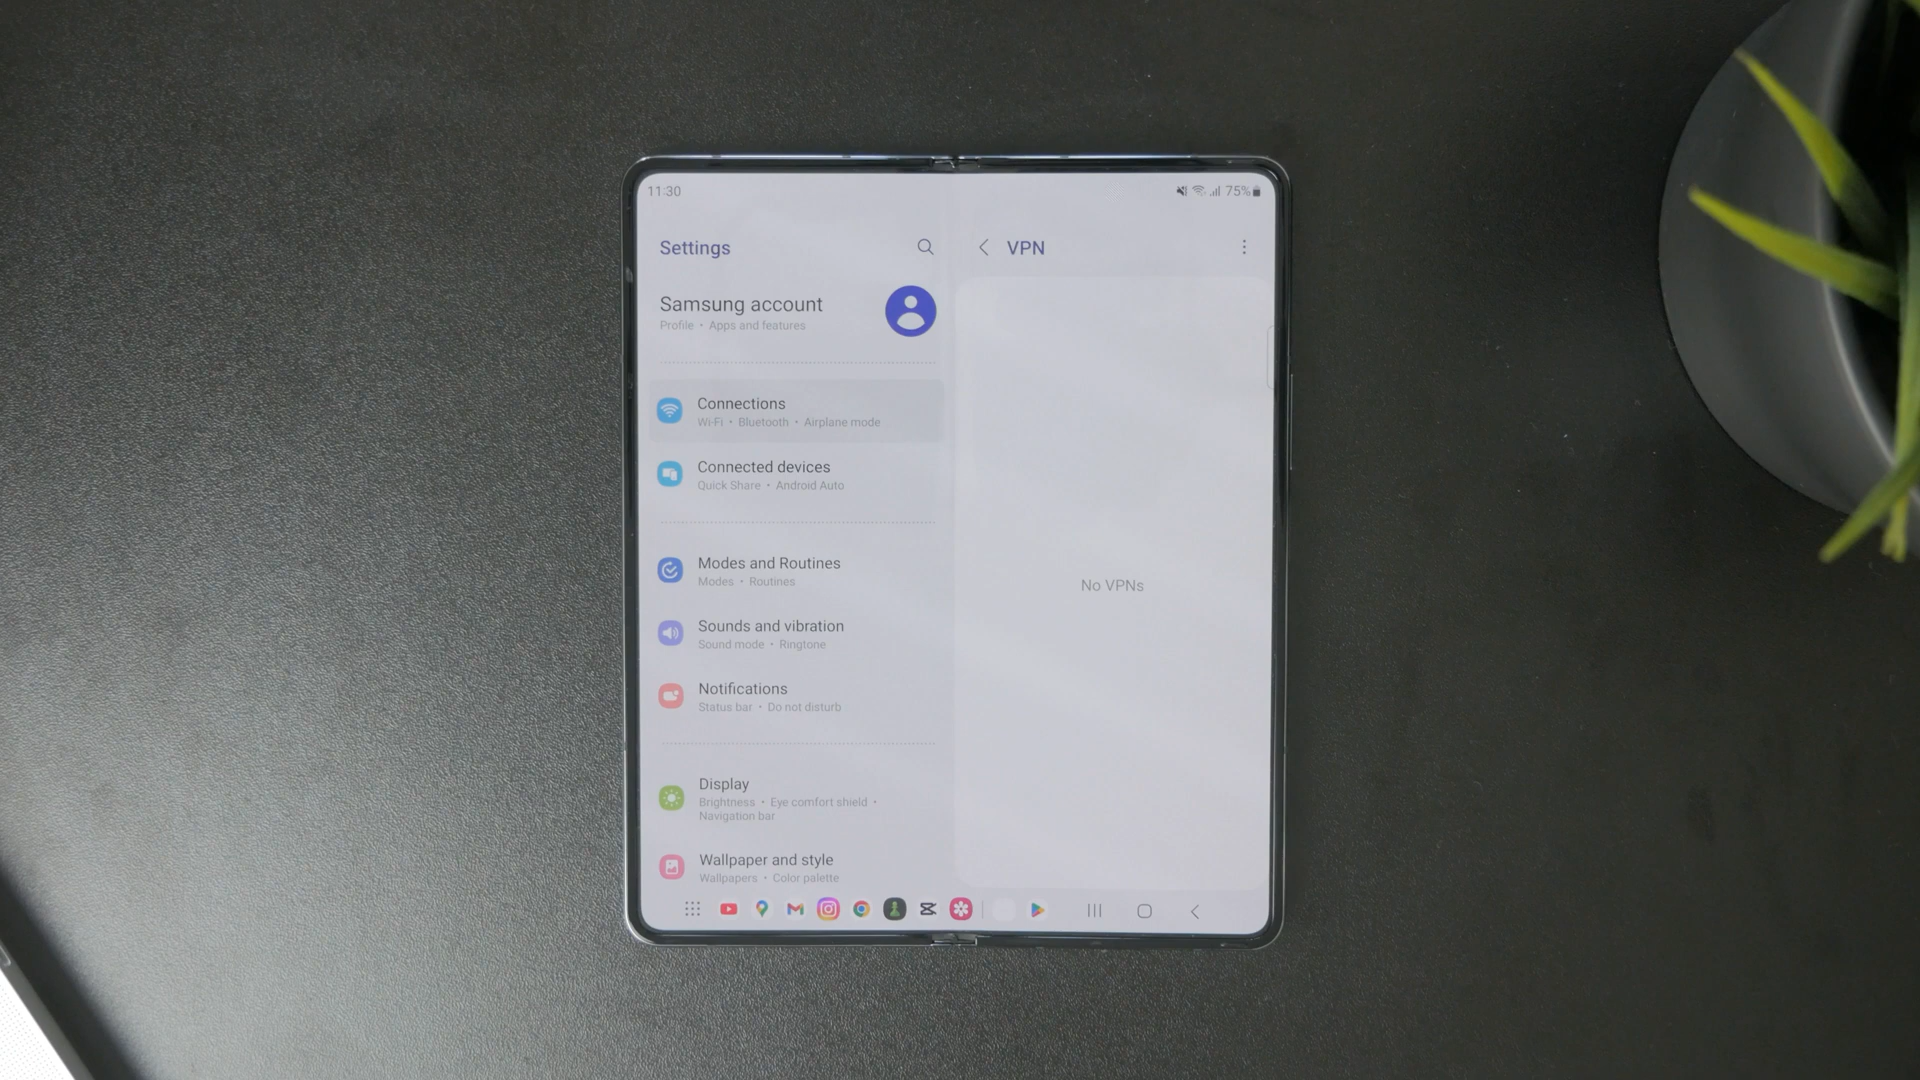 11:30
75%
Settings
VPN
Samsung account
Profile • Apps and features
Connections
Wi-Fi • Bluetooth • Airplane mode
Connected devices
Quick Share • Android Auto
Modes and Routines
Modes • Routines
Sounds and vibration
Sound mode • Ringtone
Notifications
Status bar • Do not disturb
Display
Brightness • Eye comfort shield •
Navigation bar
Wallpaper and style
Wallpapers • Color palette
No VPNs